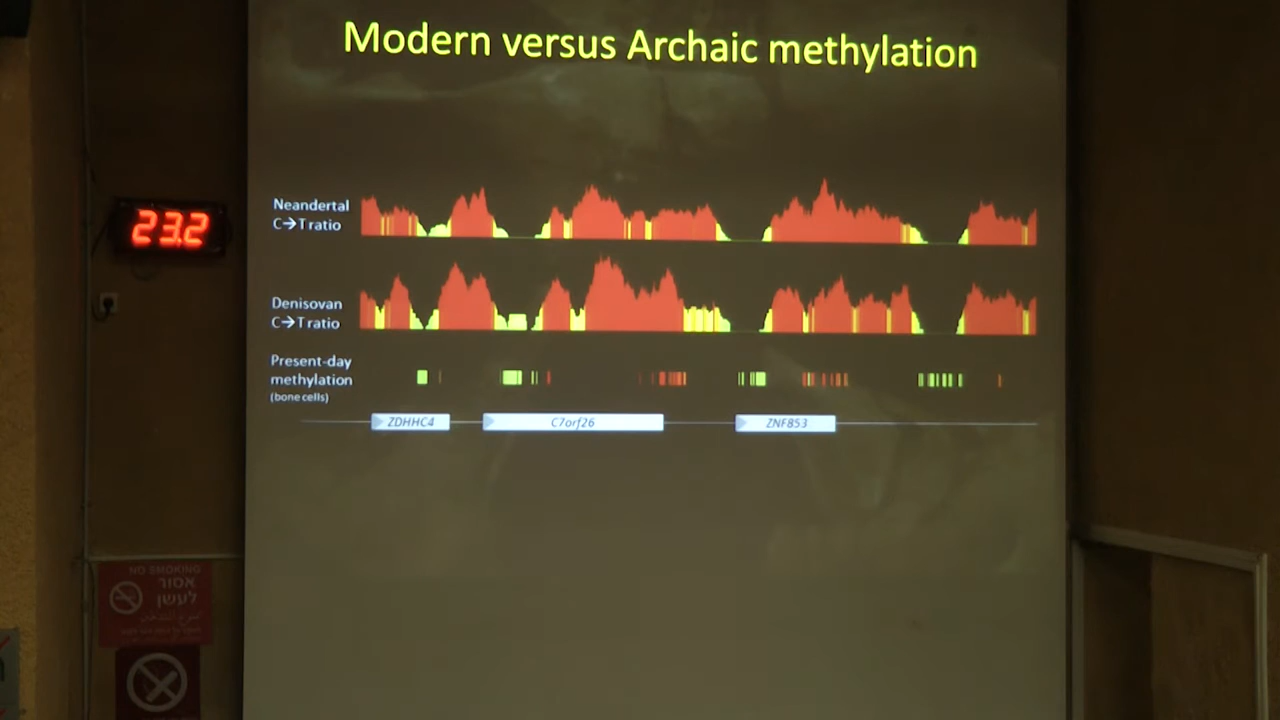 Modern versus Archaic methylation
Neandertal
C→T ratio
23.2
Denisovan
C→T ratio
Present-day
methylation
(bone cells)
ZDHHC4
C7orf26
ZNF853
NO SMOKING
אסור
לעשן